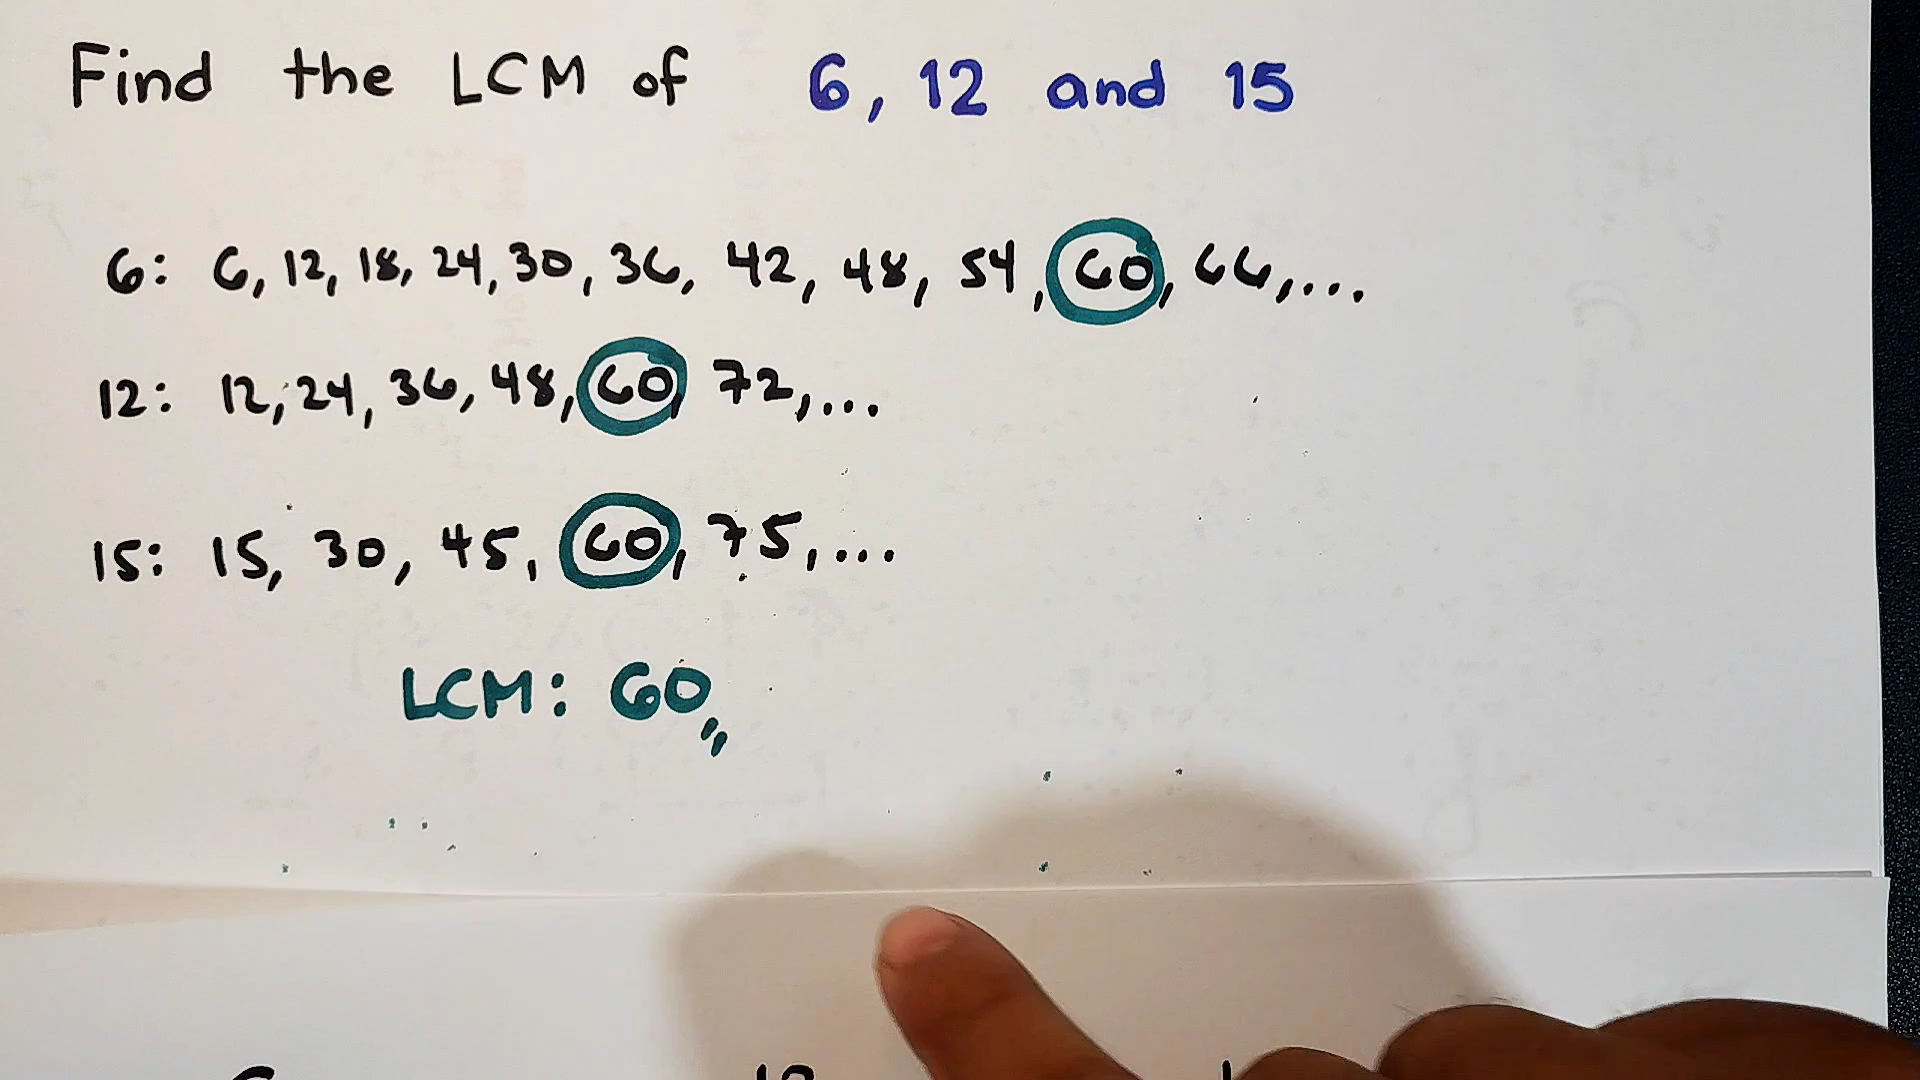 Find the LCM of 6, 12 and 15
6: 6, 12, 18, 24, 30, 36, 42, 48, 54, 60, 66,...
12: 12, 24, 36, 48, 60, 72,...
15: 15, 30, 45, 60, 75,...
LCM: 60,,